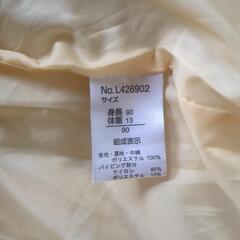 No.L426902
サイズ
身長 90
体重 13
90
組成表示
表地・裏地・中綿
ポリエステル 100%
パイピング部分
ナイロン 85%
ポリエステル 15%